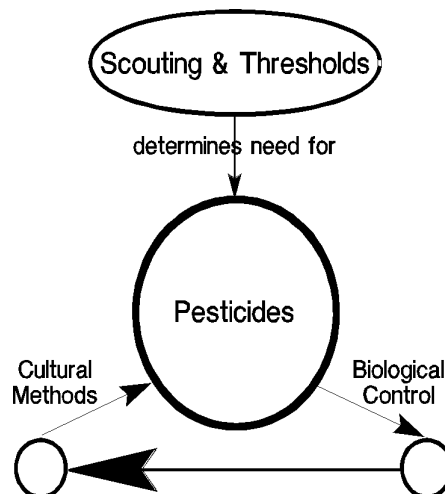 Scouting & Thresholds
determines need for
Pesticides
Cultural
Methods
Biological
Control